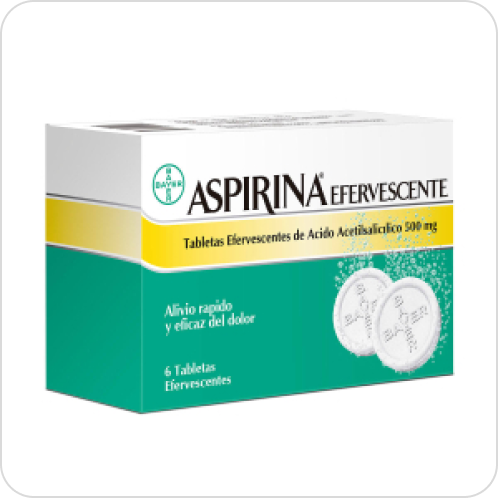 BAYER
BAYER
ASPIRINA® EFERVESCENTE
Tabletas Efervescentes de Acido Acetilsalicílico 500 mg
Alivio rapido
y eficaz del dolor
6 Tabletas
Efervescentes